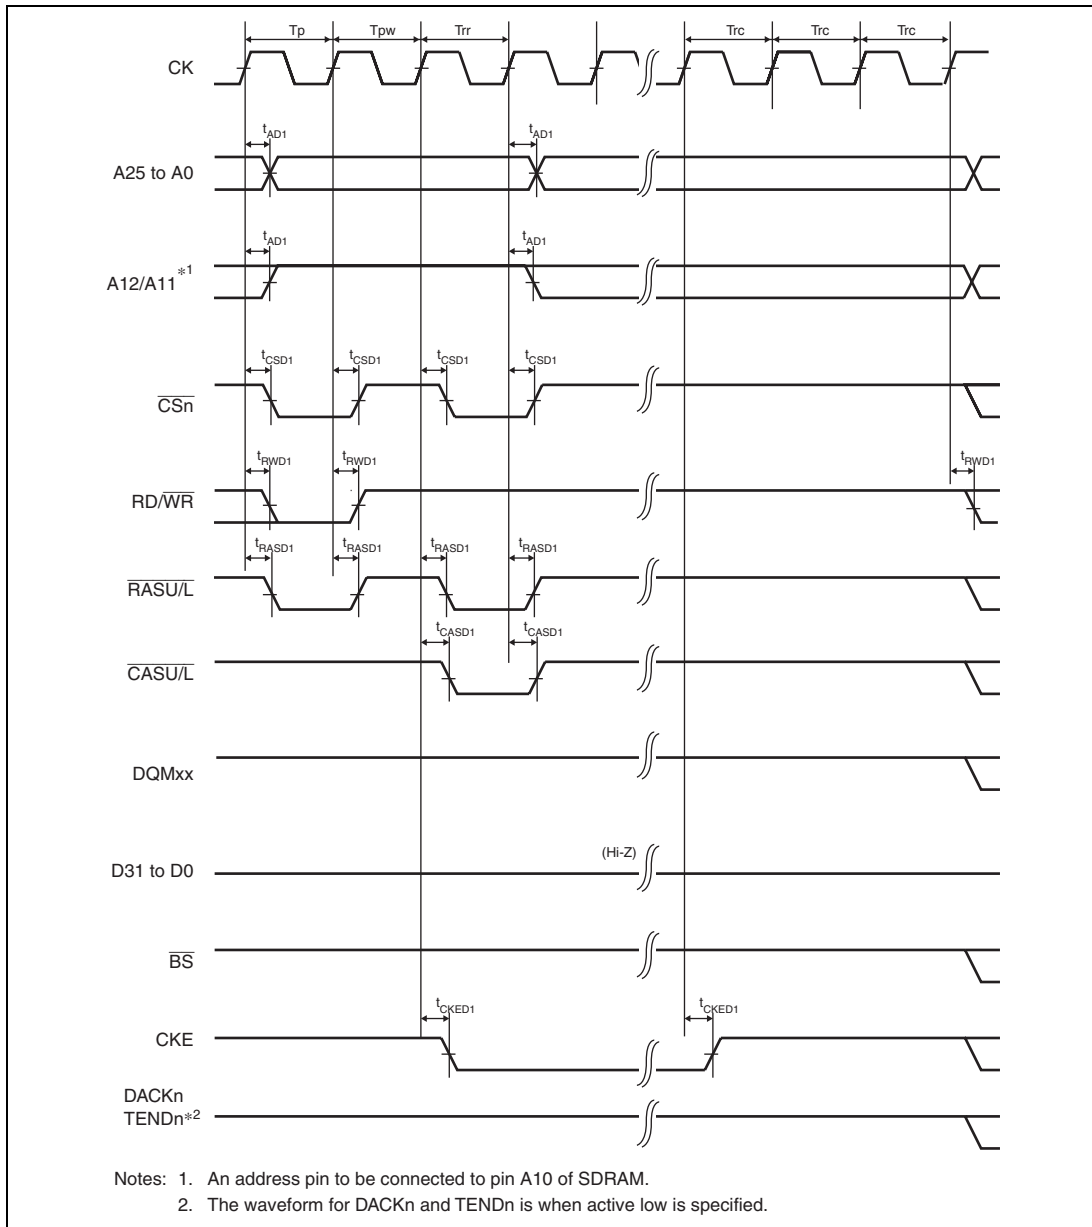 Tp Tpw Trr Trc Trc Trc
CK
tAD1 tAD1
A25 to A0
tAD1 tAD1
A12/A11*1
tCSD1 tCSD1 tCSD1 tCSD1
CSn
tRWD1 tRWD1 tRWD1
RD/WR
tRASD1 tRASD1 tRASD1 tRASD1
RASU/L
tCASD1 tCASD1
CASU/L
DQMxx
(Hi-Z)
D31 to D0
BS
tCKED1 tCKED1
CKE
DACKn
TENDn*2
Notes: 1. An address pin to be connected to pin A10 of SDRAM.
2. The waveform for DACKn and TENDn is when active low is specified.